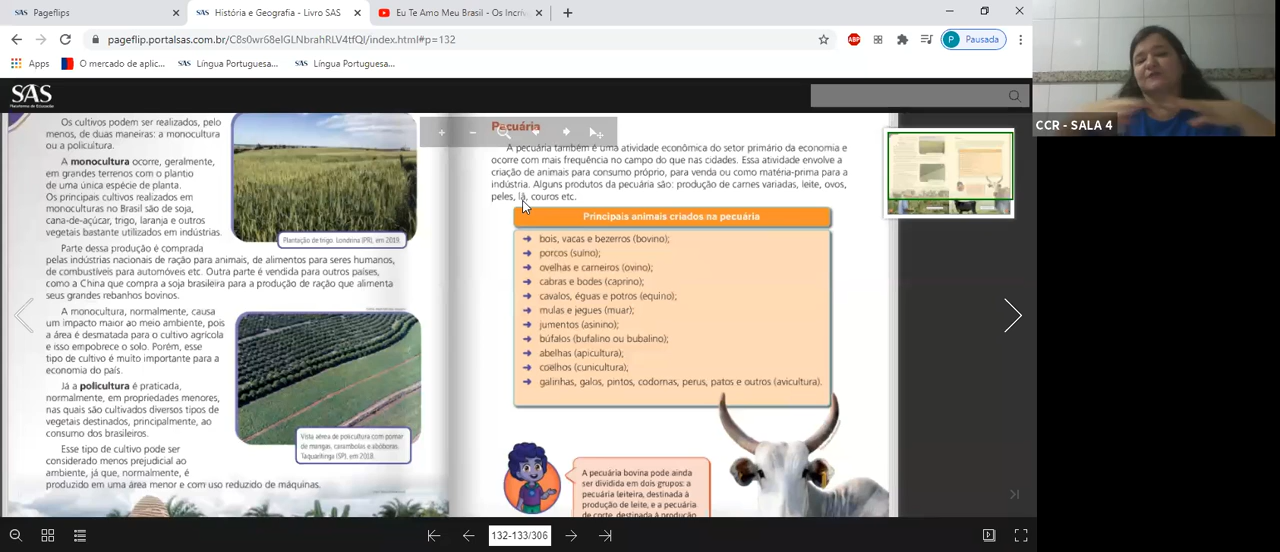 SAS Pageflips
SAS História e Geografia - Livro SAS
Eu Te Amo Meu Brasil - Os Incrív
pageflip.portalsas.com.br/C8s0wr68elGLNbrahRLV4tfQI/index.html#p=132
ABP
P Pausada
Apps
O mercado de aplic...
SAS Língua Portuguesa...
SAS Língua Portuguesa...
SAS
Plataforma de Educação
CCR - SALA 4
Os cultivos podem ser realizados, pelo
menos, de duas maneiras: a monocultura
ou a policultura.
A monocultura ocorre, geralmente,
em grandes terrenos com o plantio
de uma única espécie de planta.
Os principais cultivos realizados em
monoculturas no Brasil são de soja,
cana-de-açúcar, trigo, laranja e outros
vegetais bastante utilizados em indústrias.
Plantação de trigo. Londrina (PR), em 2019.
Parte dessa produção é comprada
pelas indústrias nacionais de ração para animais, de alimentos para seres humanos,
de combustíveis para automóveis etc. Outra parte é vendida para outros países,
como a China que compra a soja brasileira para a produção de ração que alimenta
seus grandes rebanhos bovinos.
A monocultura, normalmente, causa
um impacto maior ao meio ambiente, pois
a área é desmatada para o cultivo agrícola
e isso empobrece o solo. Porém, esse
tipo de cultivo é muito importante para a
economia do país.
Já a policultura é praticada,
normalmente, em propriedades menores,
nas quais são cultivados diversos tipos de
vegetais destinados, principalmente, ao
consumo dos brasileiros.
Vista aérea de policultura com pomar
de mangas, carambolas e abóboras.
Taquaritinga (SP), em 2018.
Esse tipo de cultivo pode ser
considerado menos prejudicial ao
ambiente, já que, normalmente, é
produzido em uma área menor e com uso reduzido de máquinas.
Pecuária
A pecuária também é uma atividade econômica do setor primário da economia e
ocorre com mais frequência no campo do que nas cidades. Essa atividade envolve a
criação de animais para consumo próprio, para venda ou como matéria-prima para a
indústria. Alguns produtos da pecuária são: produção de carnes variadas, leite, ovos,
peles, lã, couros etc.
Principais animais criados na pecuária
bois, vacas e bezerros (bovino);
porcos (suíno);
ovelhas e carneiros (ovino);
cabras e bodes (caprino);
cavalos, éguas e potros (equino);
mulas e jegues (muar);
jumentos (asinino);
búfalos (bufalino ou bubalino);
abelhas (apicultura);
coelhos (cunicultura);
galinhas, galos, pintos, codornas, perus, patos e outros (avicultura).
A pecuária bovina pode ainda
ser dividida em dois grupos: a
pecuária leiteira, destinada à
produção de leite, e a pecuária
de corte, destinada à produção
132-133/306